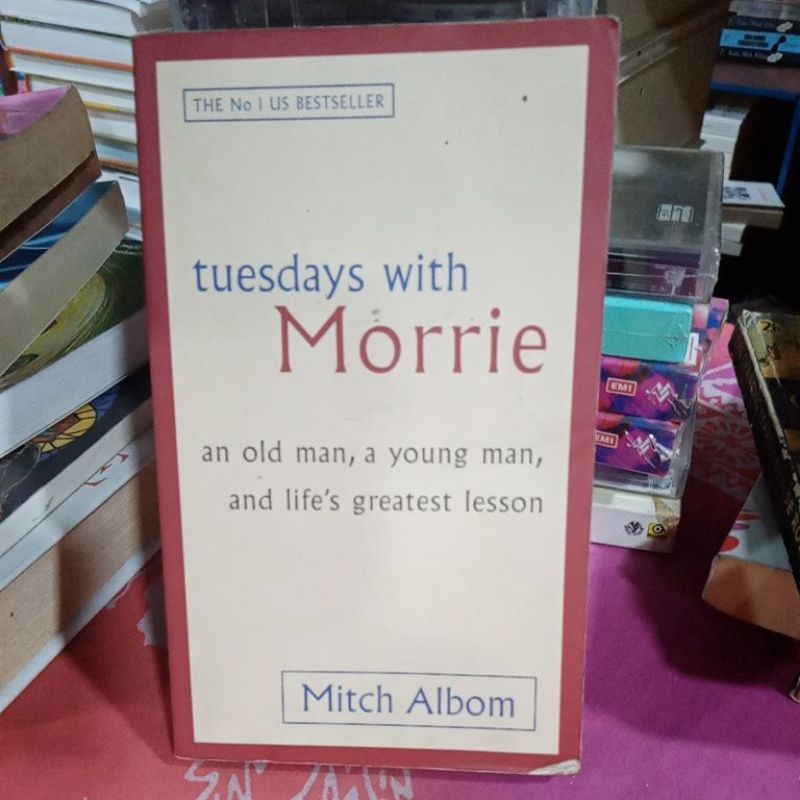 THE No 1 US BESTSELLER
tuesdays with
Morrie
an old man, a young man,
and life's greatest lesson
Mitch Albom
EMI
EMI